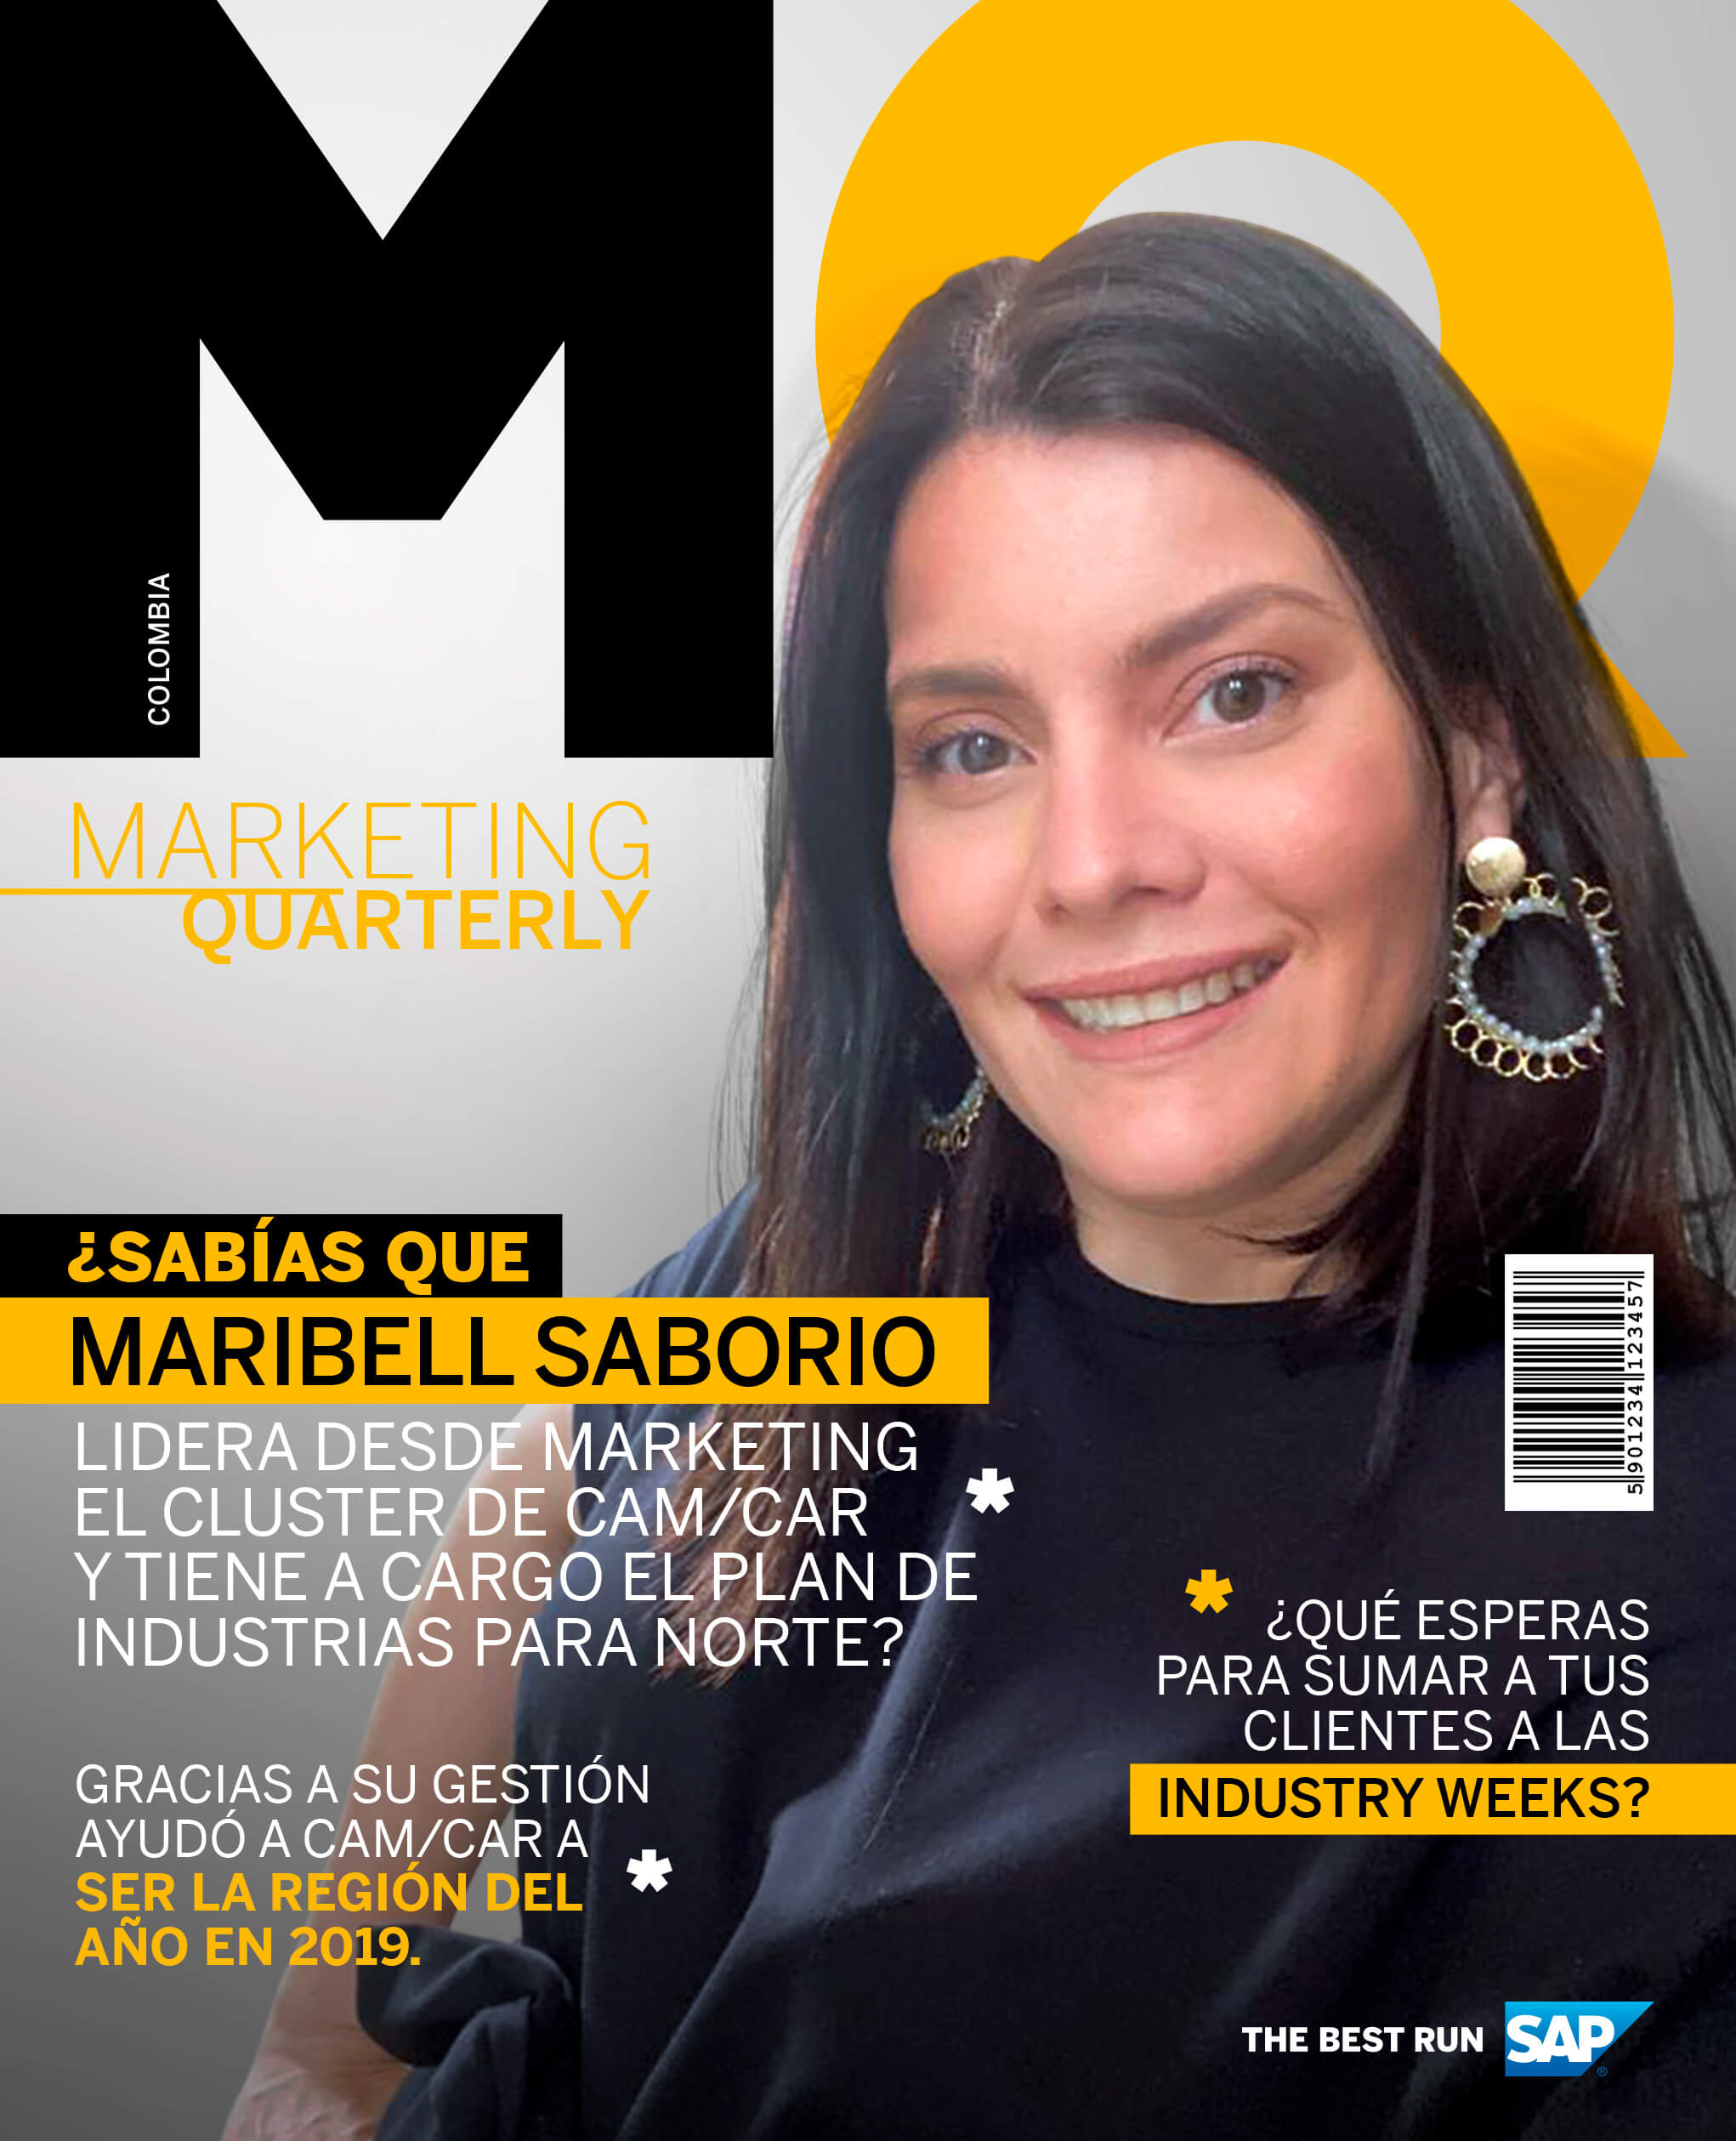 MQ
COLOMBIA
MARKETING
QUARTERLY
¿SABÍAS QUE
MARIBELL SABORIO
LIDERA DESDE MARKETING
EL CLUSTER DE CAM/CAR *
Y TIENE A CARGO EL PLAN DE
INDUSTRIAS PARA NORTE?
GRACIAS A SU GESTIÓN
AYUDÓ A CAM/CAR A
SER LA REGIÓN DEL *
AÑO EN 2019.
5901234123457
* ¿QUÉ ESPERAS
PARA SUMAR A TUS
CLIENTES A LAS
INDUSTRY WEEKS?
THE BEST RUN SAP®